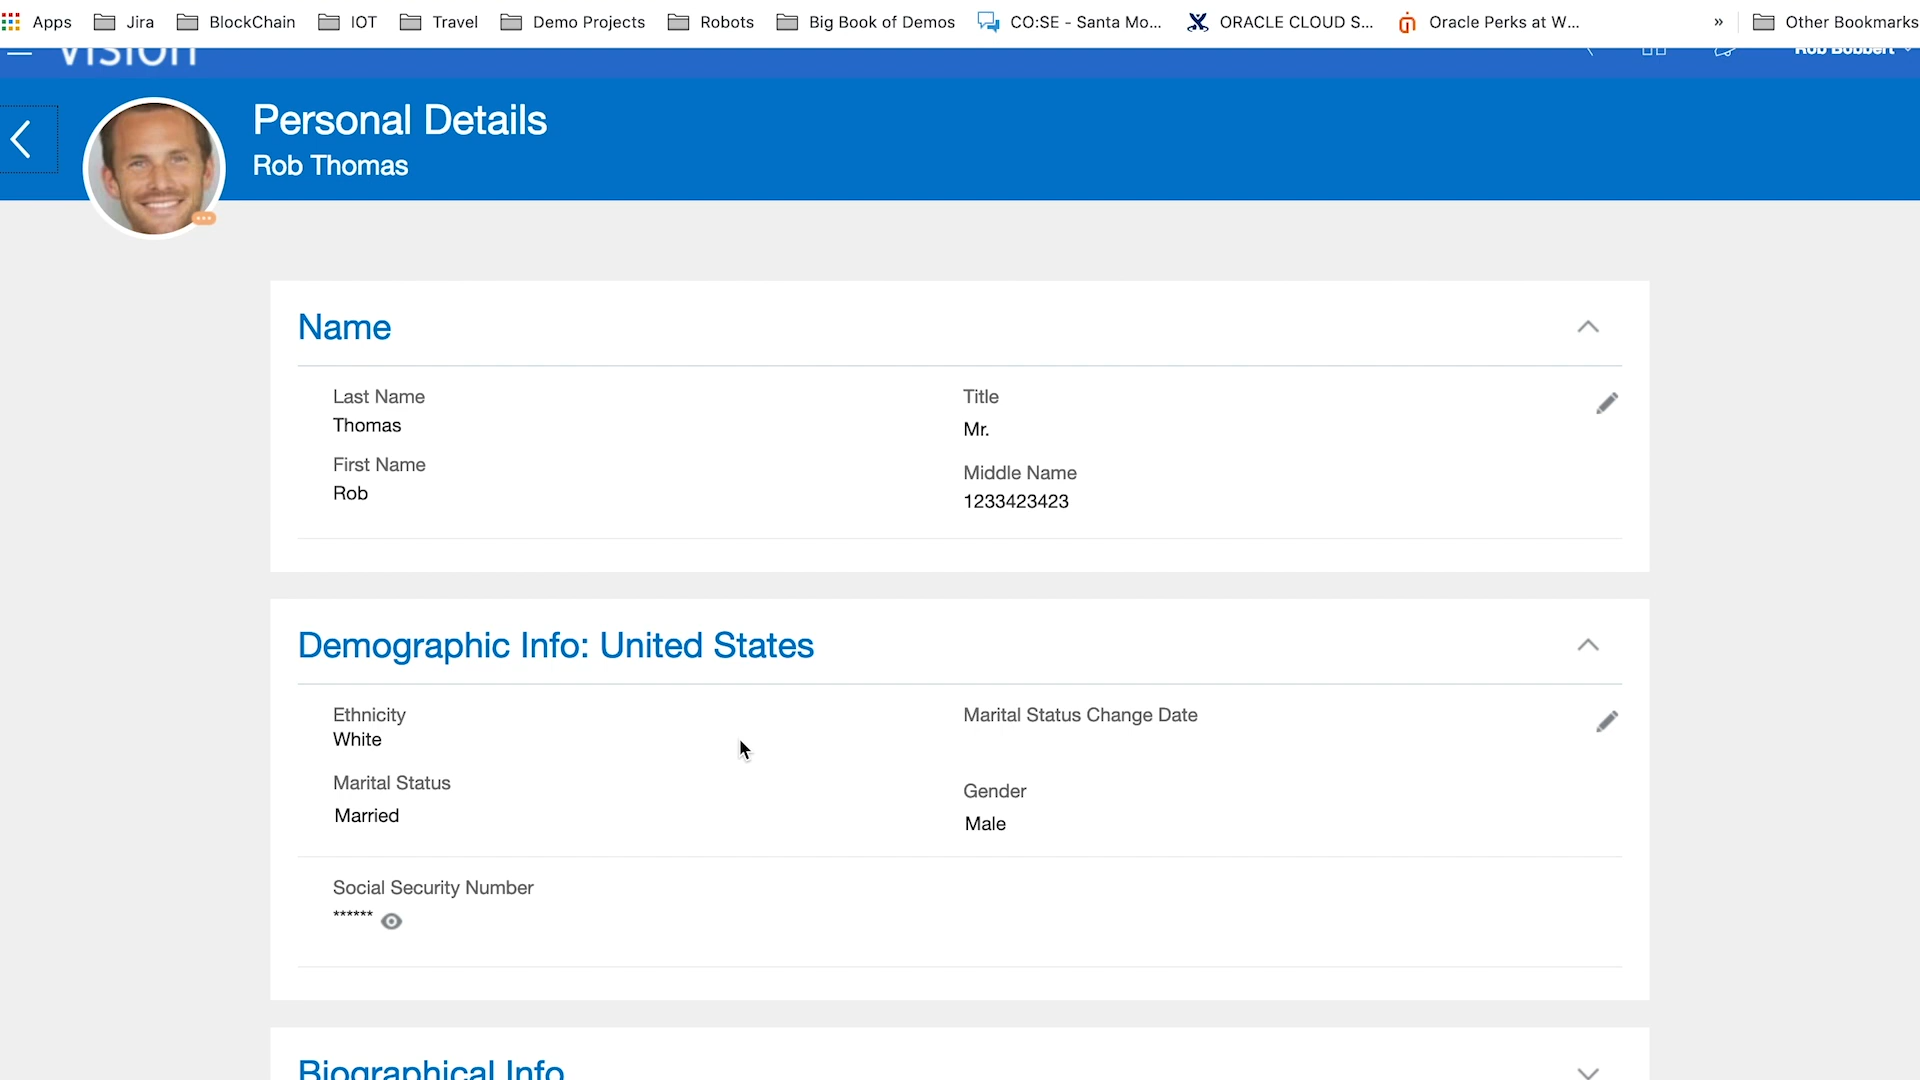 Apps Jira BlockChain IOT Travel Demo Projects Robots Big Book of Demos CO:SE - Santa Mo... ORACLE CLOUD S... Oracle Perks at W... » Other Bookmarks
vision Rob Bobbert
Personal Details
Rob Thomas
Name
Last Name Title
Thomas Mr.
First Name Middle Name
Rob 1233423423
Demographic Info: United States
Ethnicity Marital Status Change Date
White
Marital Status Gender
Married Male
Social Security Number
******
Biographical Info